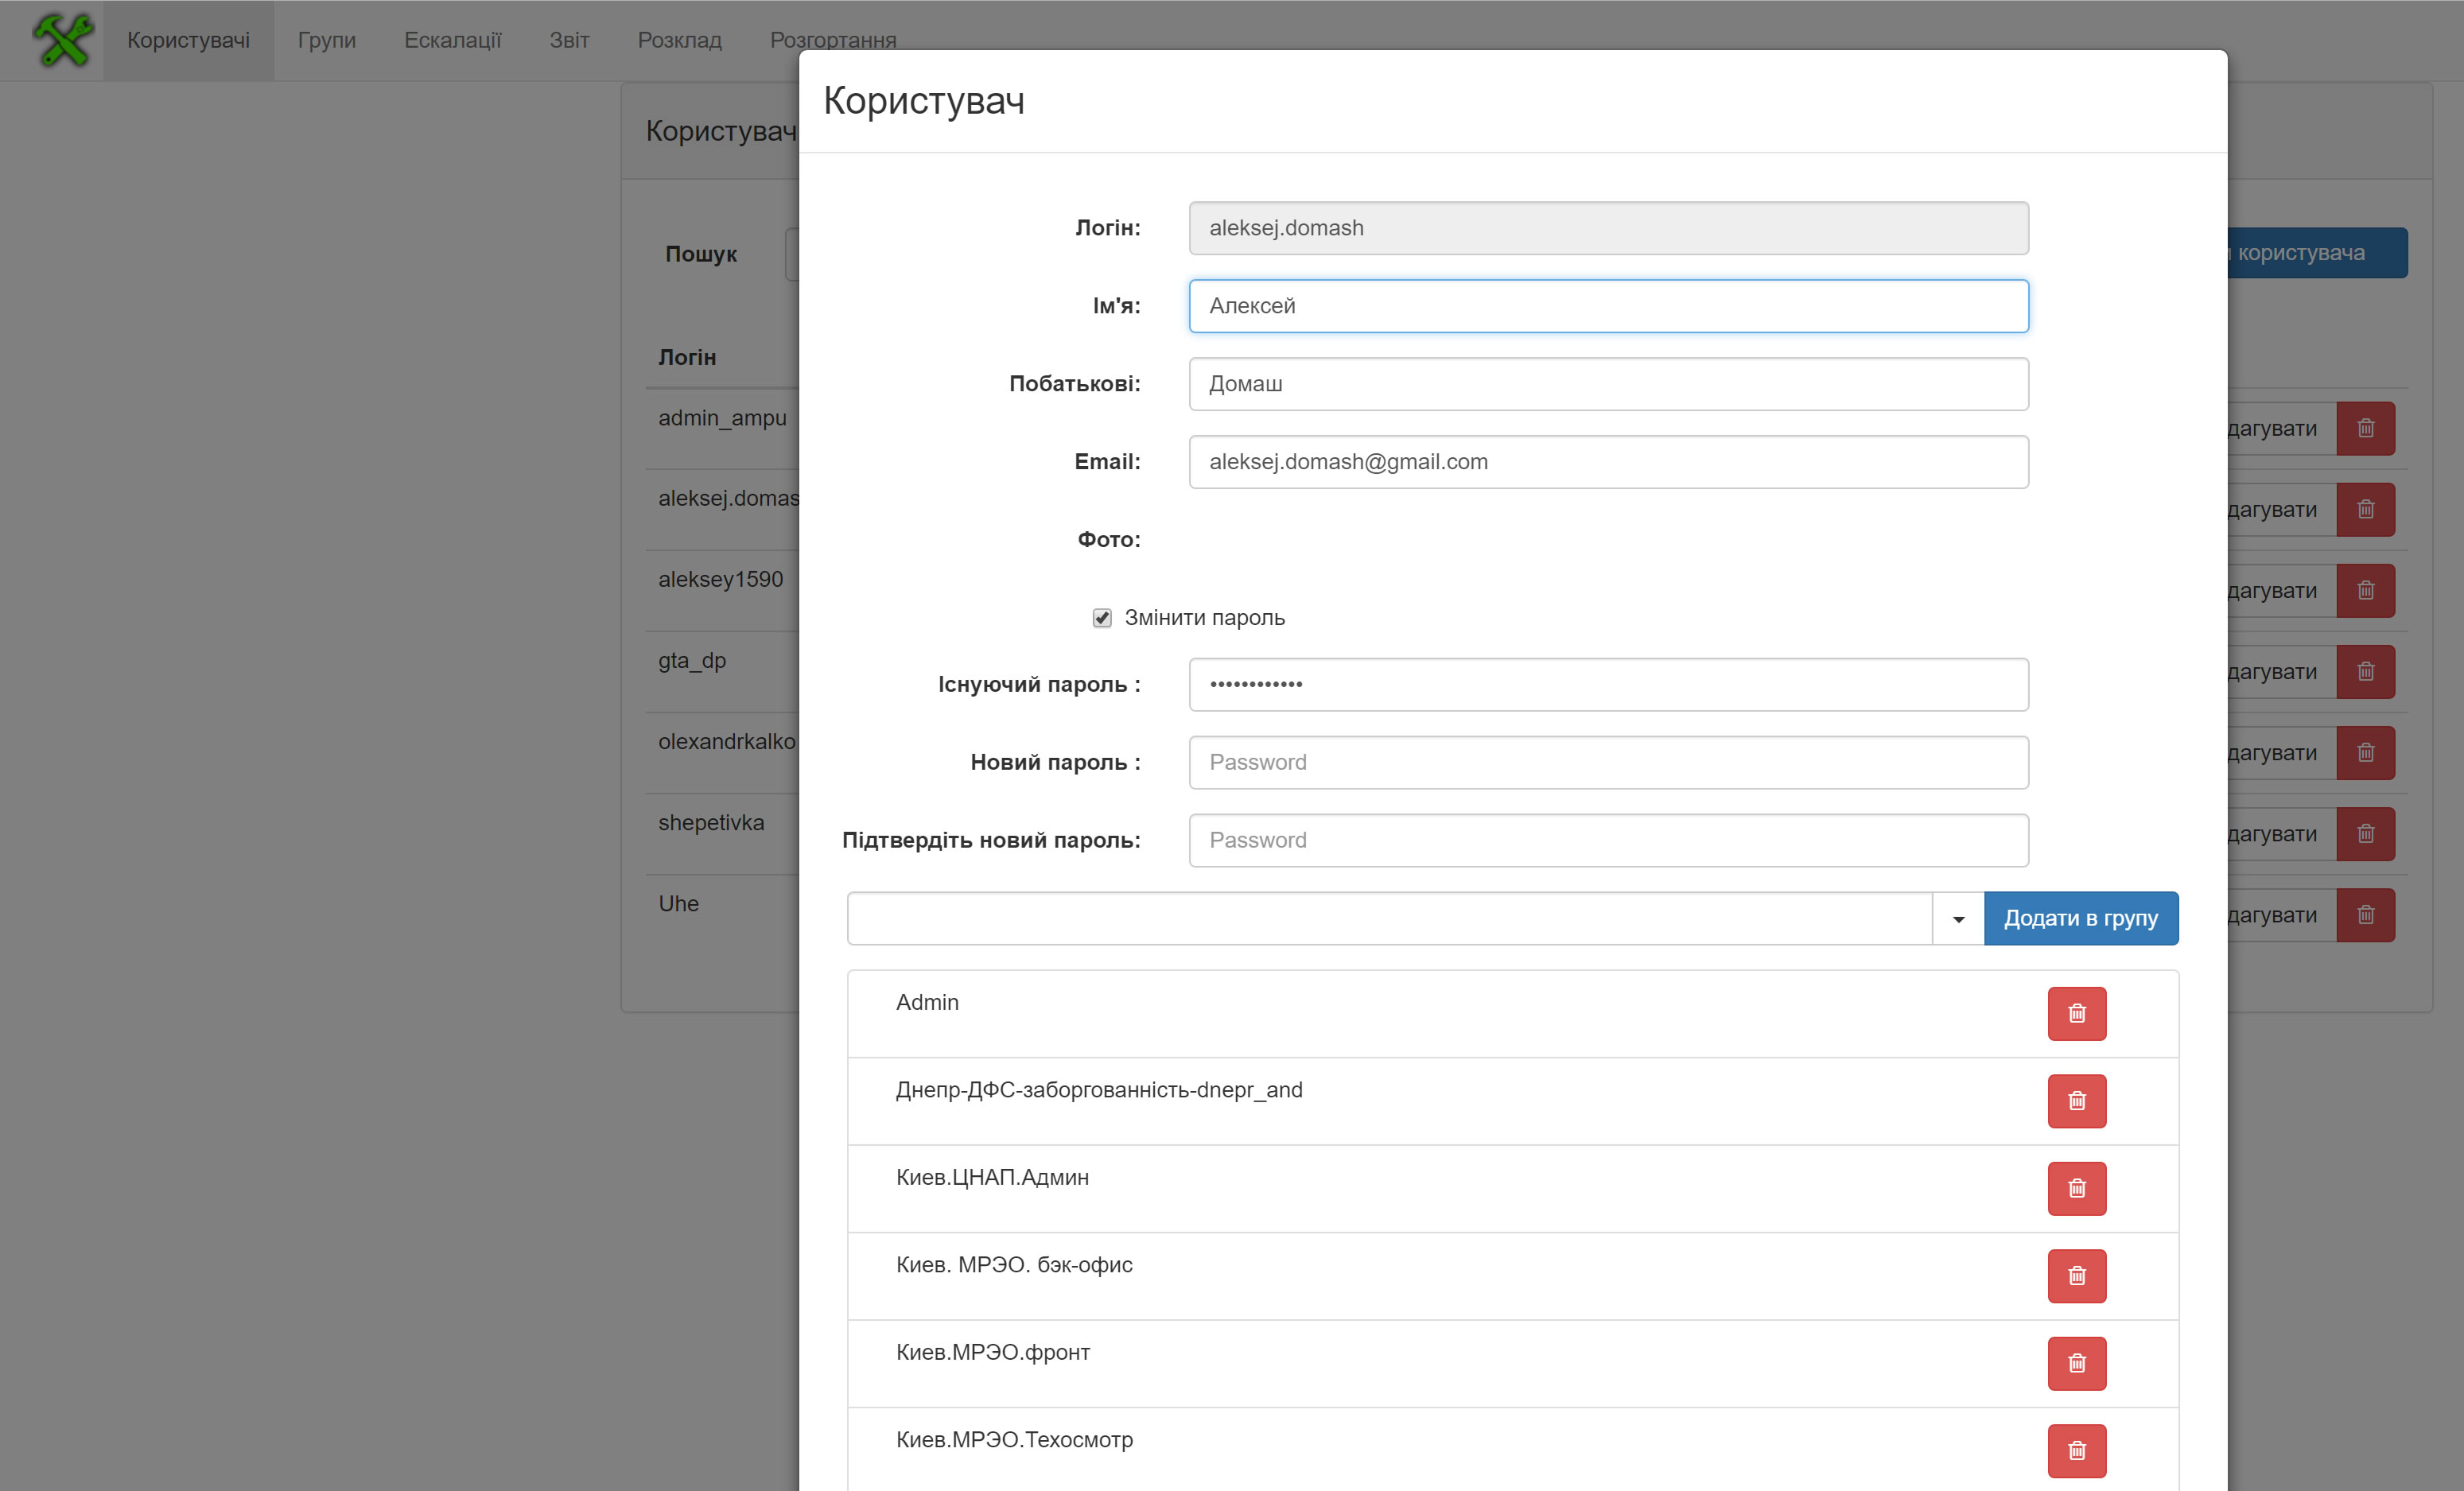 Користувачі Групи Ескалації Звіт Розклад Розгортання
Користувач
Користувач
Логін: aleksej.domash
Пошук користувача
Ім'я: Алексей
Логін
Побатькові: Домаш
admin_ampu
Email: aleksej.domash@gmail.com
aleksej.domas
Фото:
aleksey1590
Змінити пароль
gta_dp
Існуючий пароль : ••••••••••••
olexandrkalko
Новий пароль : Password
shepetivka
Підтвердіть новий пароль: Password
Uhe
Додати в групу
Admin
Днепр-ДФС-заборгованність-dnepr_and
Киев.ЦНАП.Админ
Киев. МРЭО. бэк-офис
Киев.МРЭО.фронт
Киев.МРЭО.Техосмотр
дагувати
дагувати
дагувати
дагувати
дагувати
дагувати
дагувати